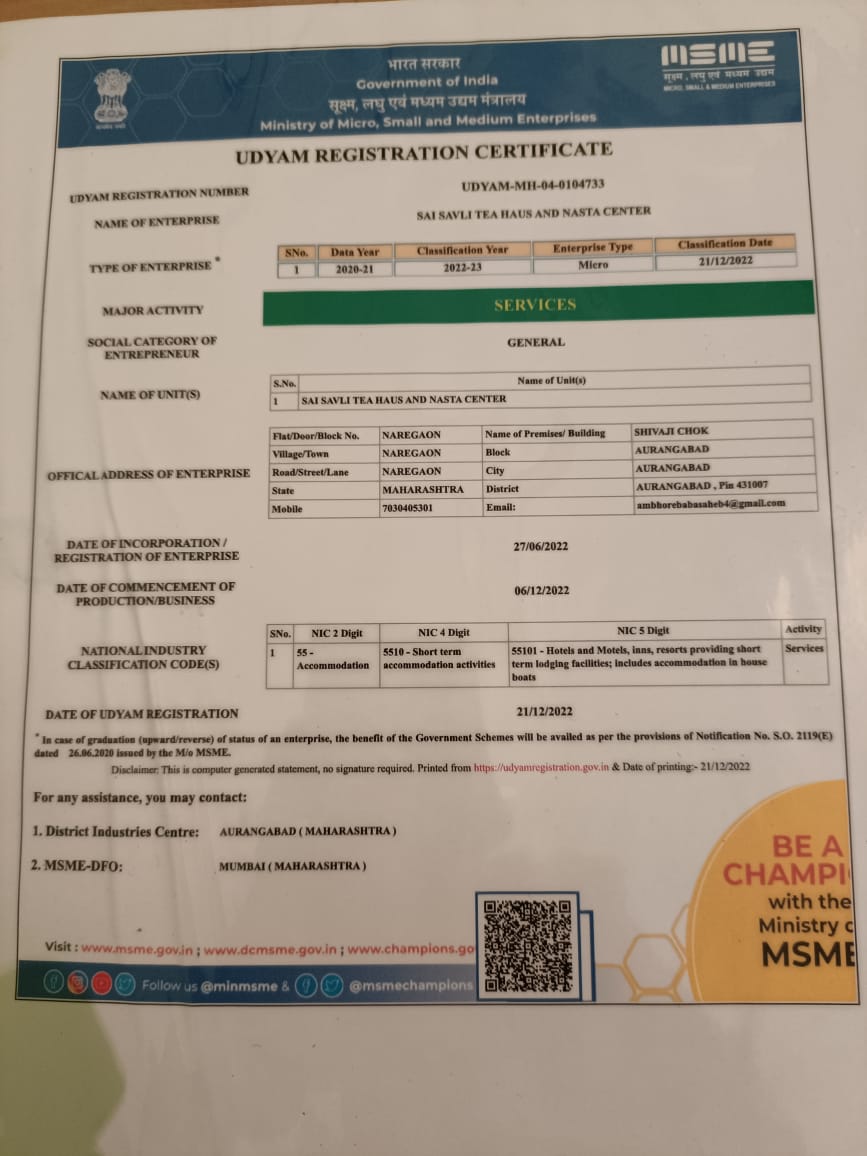 भारत सरकार
Government of India
सूक्ष्म, लघु एवं मध्यम उद्यम मंत्रालय
Ministry of Micro, Small and Medium Enterprises
MSME
सूक्ष्म, लघु एवं मध्यम उद्यम
MICRO, SMALL & MEDIUM ENTERPRISES
UDYAM REGISTRATION CERTIFICATE
UDYAM REGISTRATION NUMBER UDYAM-MH-04-0104733
NAME OF ENTERPRISE SAI SAVLI TEA HAUS AND NASTA CENTER
TYPE OF ENTERPRISE *
SNo. Data Year Classification Year Enterprise Type Classification Date
1 2020-21 2022-23 Micro 21/12/2022
MAJOR ACTIVITY SERVICES
SOCIAL CATEGORY OF
ENTREPRENEUR
GENERAL
NAME OF UNIT(S)
S.No. Name of Unit(s)
1 SAI SAVLI TEA HAUS AND NASTA CENTER
OFFICAL ADDRESS OF ENTERPRISE
Flat/Door/Block No. NAREGAON Name of Premises/ Building SHIVAJI CHOK
Village/Town NAREGAON Block AURANGABAD
Road/Street/Lane NAREGAON City AURANGABAD
State MAHARASHTRA District AURANGABAD , Pin 431007
Mobile 7030405301 Email: ambhorebabasaheb4@gmail.com
DATE OF INCORPORATION /
REGISTRATION OF ENTERPRISE
27/06/2022
DATE OF COMMENCEMENT OF
PRODUCTION/BUSINESS
06/12/2022
NATIONAL INDUSTRY
CLASSIFICATION CODE(S)
SNo. NIC 2 Digit NIC 4 Digit NIC 5 Digit Activity
1 55 - 5510 - Short term 55101 - Hotels and Motels, inns, resorts providing short Services
Accommodation accommodation activities term lodging facilities; includes accommodation in house
boats
DATE OF UDYAM REGISTRATION 21/12/2022
* In case of graduation (upward/reverse) of status of an enterprise, the benefit of the Government Schemes will be availed as per the provisions of Notification No. S.O. 2119(E)
dated 26.06.2020 issued by the M/o MSME.
Disclaimer: This is computer generated statement, no signature required. Printed from https://udyamregistration.gov.in & Date of printing:- 21/12/2022
For any assistance, you may contact:
1. District Industries Centre: AURANGABAD ( MAHARASHTRA )
2. MSME-DFO: MUMBAI ( MAHARASHTRA )
BE A
CHAMPI
with the
Ministry
MSME
Visit : www.msme.gov.in ; www.dcmsme.gov.in ; www.champions.go
Follow us @minmsme & @msmechampions